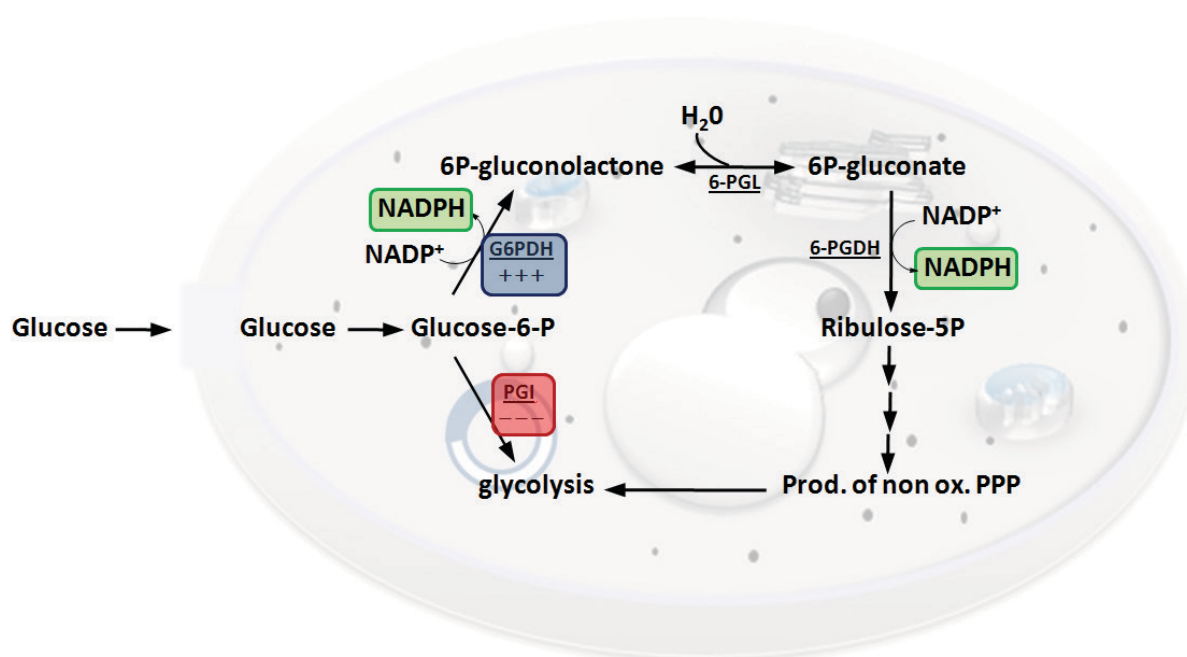 H₂0
6P-gluconolactone
6P-gluconate
6-PGL
NADPH
NADP⁺
G6PDH
+++
NADP⁺
6-PGDH
NADPH
Glucose
Glucose
Glucose-6-P
Ribulose-5P
PGI
– – –
glycolysis
Prod. of non ox. PPP